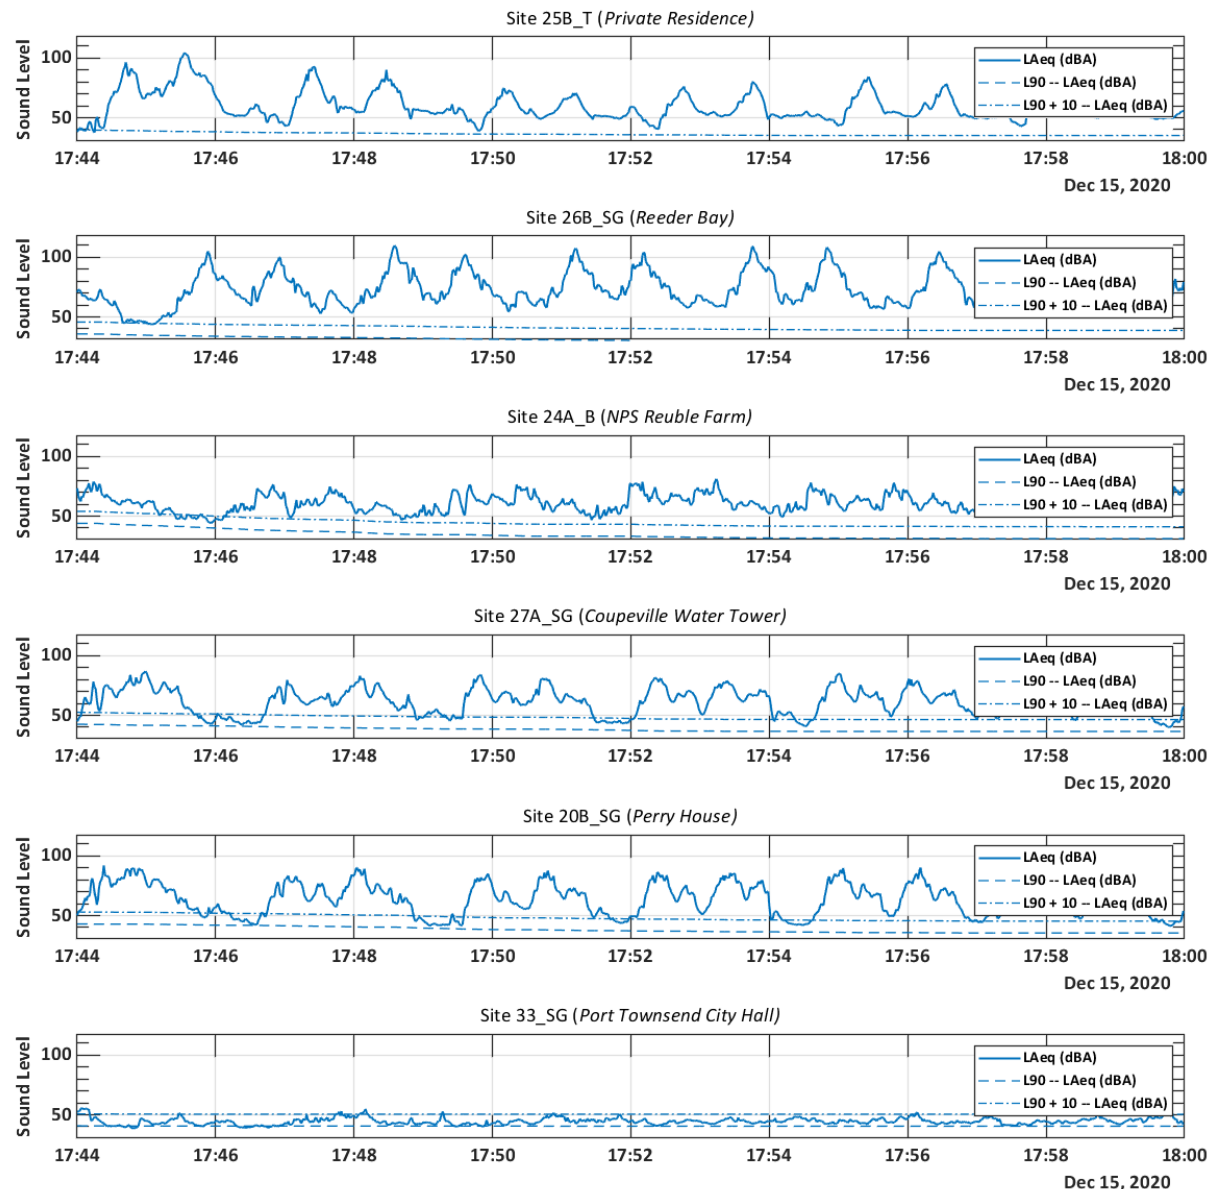 Site 25B_T (Private Residence)
Sound Level
100
50
LAeq (dBA)
L90 -- LAeq (dBA)
L90 + 10 -- LAeq (dBA)
17:44 17:46 17:48 17:50 17:52 17:54 17:56 17:58 18:00
Dec 15, 2020
Site 26B_SG (Reeder Bay)
Sound Level
100
50
LAeq (dBA)
L90 -- LAeq (dBA)
L90 + 10 -- LAeq (dBA)
17:44 17:46 17:48 17:50 17:52 17:54 17:56 17:58 18:00
Dec 15, 2020
Site 24A_B (NPS Reuble Farm)
Sound Level
100
50
LAeq (dBA)
L90 -- LAeq (dBA)
L90 + 10 -- LAeq (dBA)
17:44 17:46 17:48 17:50 17:52 17:54 17:56 17:58 18:00
Dec 15, 2020
Site 27A_SG (Coupeville Water Tower)
Sound Level
100
50
LAeq (dBA)
L90 -- LAeq (dBA)
L90 + 10 -- LAeq (dBA)
17:44 17:46 17:48 17:50 17:52 17:54 17:56 17:58 18:00
Dec 15, 2020
Site 20B_SG (Perry House)
Sound Level
100
50
LAeq (dBA)
L90 -- LAeq (dBA)
L90 + 10 -- LAeq (dBA)
17:44 17:46 17:48 17:50 17:52 17:54 17:56 17:58 18:00
Dec 15, 2020
Site 33_SG (Port Townsend City Hall)
Sound Level
100
50
LAeq (dBA)
L90 -- LAeq (dBA)
L90 + 10 -- LAeq (dBA)
17:44 17:46 17:48 17:50 17:52 17:54 17:56 17:58 18:00
Dec 15, 2020